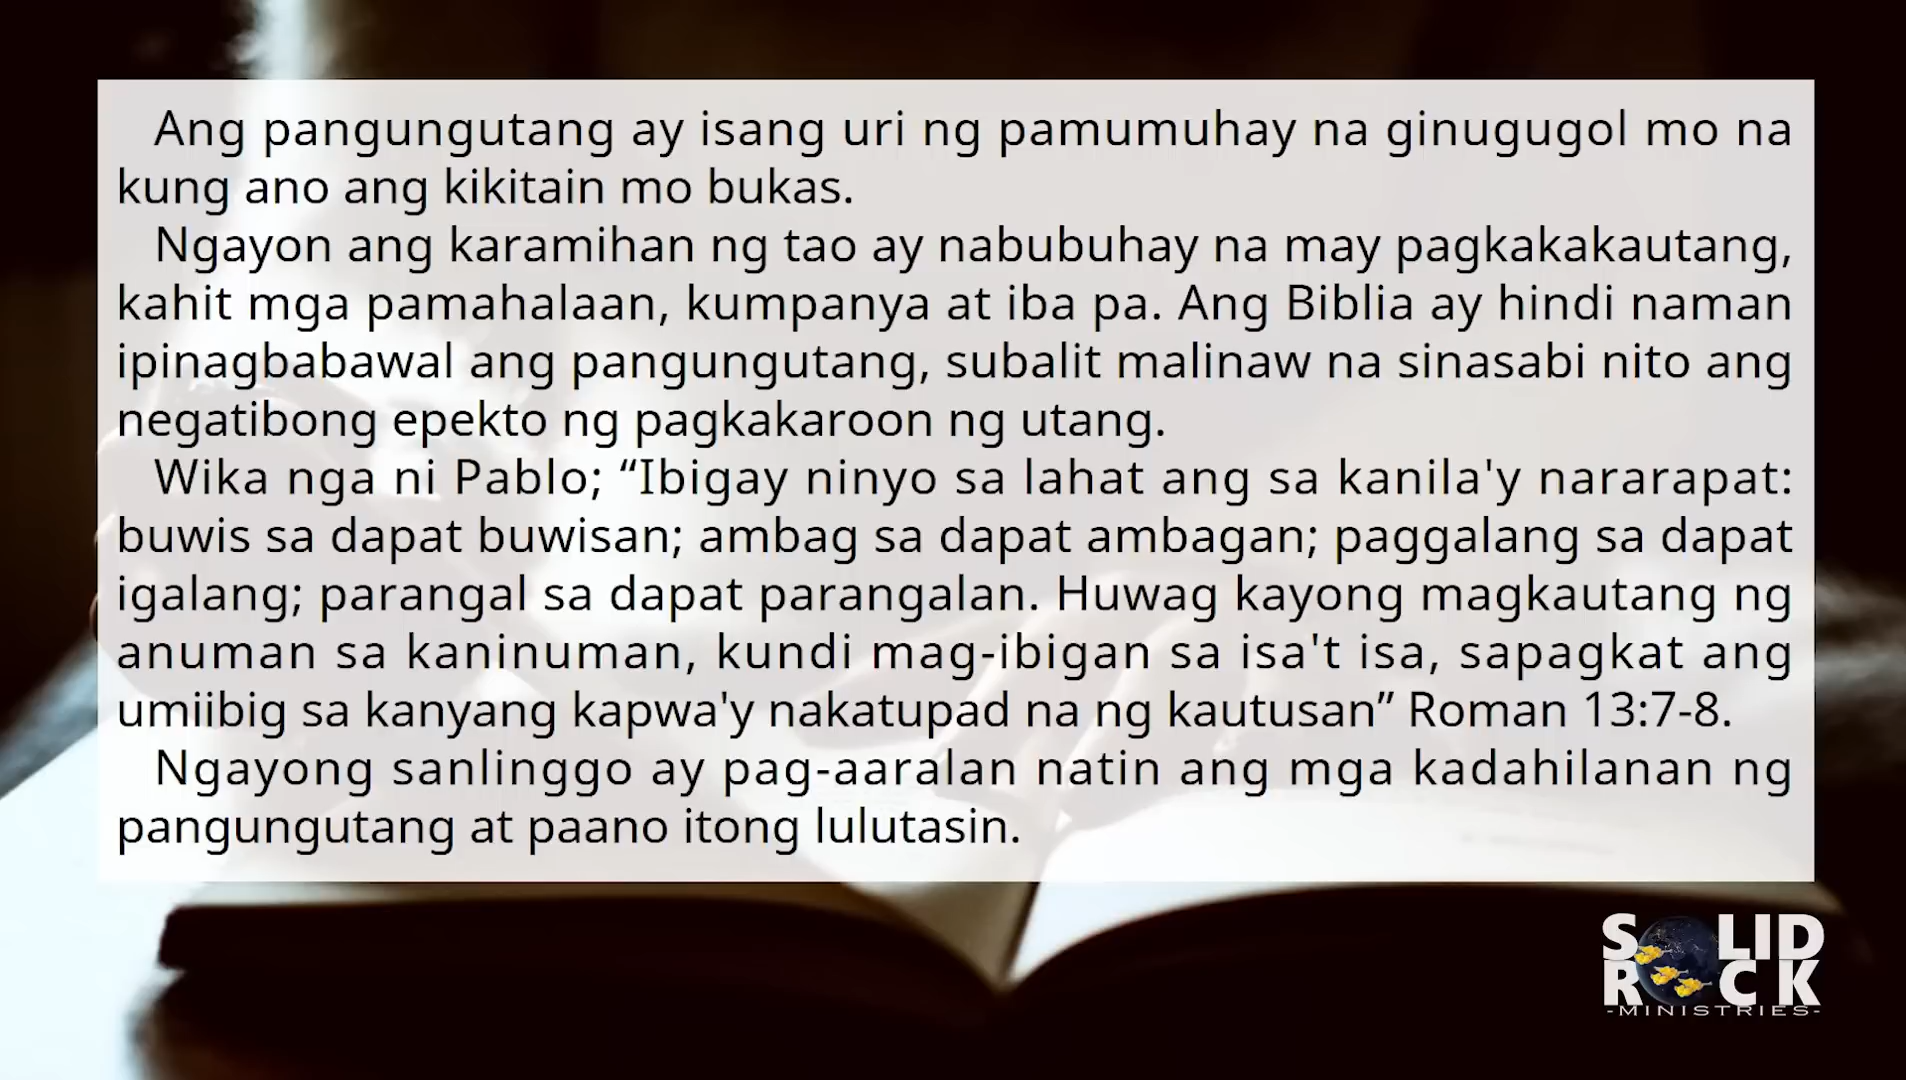 Ang pangungutang ay isang uri ng pamumuhay na ginugugol mo na
kung ano ang kikitain mo bukas.
Ngayon ang karamihan ng tao ay nabubuhay na may pagkakakautang,
kahit mga pamahalaan, kumpanya at iba pa. Ang Biblia ay hindi naman
ipinagbabawal ang pangungutang, subalit malinaw na sinasabi nito ang
negatibong epekto ng pagkakaroon ng utang.
Wika nga ni Pablo; “Ibigay ninyo sa lahat ang sa kanila'y nararapat:
buwis sa dapat buwisan; ambag sa dapat ambagan; paggalang sa dapat
igalang; parangal sa dapat parangalan. Huwag kayong magkautang ng
anuman sa kaninuman, kundi mag-ibigan sa isa't isa, sapagkat ang
umiibig sa kanyang kapwa'y nakatupad na ng kautusan” Roman 13:7-8.
Ngayong sanlinggo ay pag-aaralan natin ang mga kadahilanan ng
pangungutang at paano itong lulutasin.
SOLID
ROCK
-MINISTRIES-